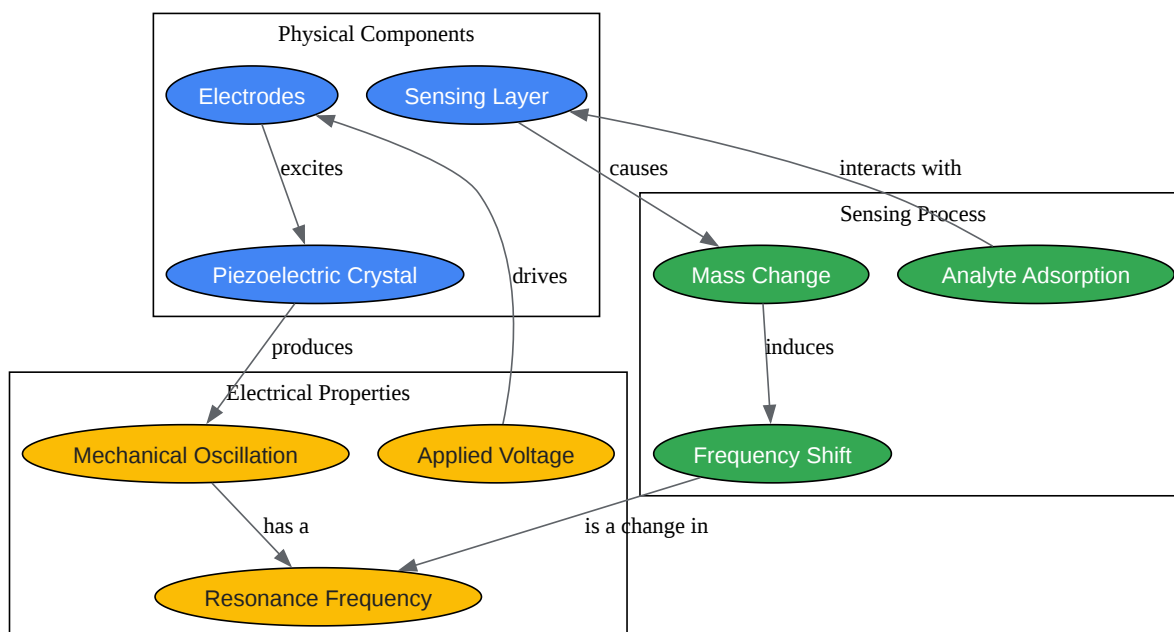 Physical Components
Electrodes
Sensing Layer
excites
causes
interacts with
Sensing Process
Piezoelectric Crystal
drives
Mass Change
Analyte Adsorption
produces
induces
Electrical Properties
Mechanical Oscillation
Applied Voltage
Frequency Shift
has a
is a change in
Resonance Frequency